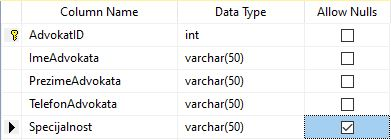 Column Name Data Type Allow Nulls
AdvokatID int
ImeAdvokata varchar(50)
PrezimeAdvokata varchar(50)
TelefonAdvokata varchar(50)
Specijalnost varchar(50)